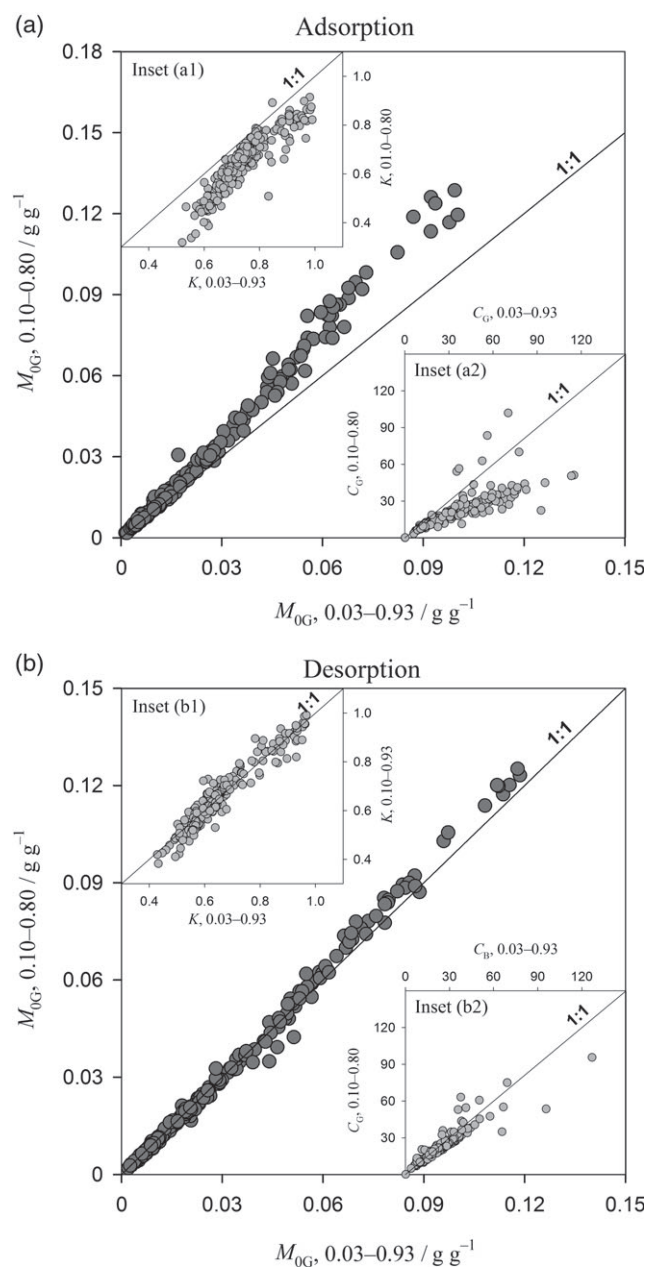 (a)
Adsorption
0.18
0.15
0.12
0.09
0.06
0.03
0
M0G, 0.10–0.80 / g g–1
Inset (a1)
1:1
1.0
0.8
0.6
0.4
K, 01.0–0.80
0.4 0.6 0.8 1.0
K, 0.03–0.93
1:1
CG, 0.03–0.93
0 30 60 90 120
Inset (a2)
1:1
120
90
60
30
CG, 0.10–0.80
0 0.03 0.06 0.09 0.12 0.15
M0G, 0.03–0.93 / g g–1
(b)
Desorption
0.15
0.12
0.09
0.06
0.03
0
M0G, 0.10–0.80 / g g–1
Inset (b1)
1:1
1.0
0.8
0.6
0.4
K, 0.10–0.93
0.4 0.6 0.8 1.0
K, 0.03–0.93
1:1
CB, 0.03–0.93
0 30 60 90 120
Inset (b2)
1:1
120
90
60
30
CG, 0.10–0.80
0 0.03 0.06 0.09 0.12 0.15
M0G, 0.03–0.93 / g g–1